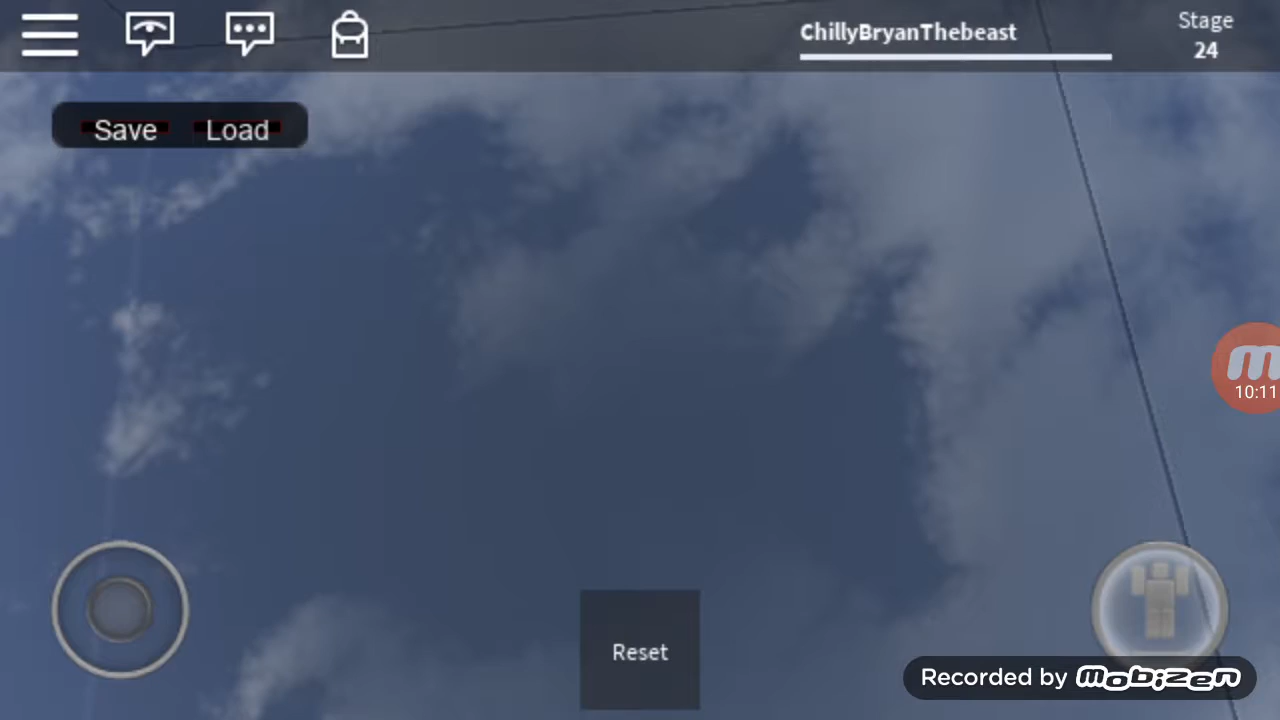 ChillyBryanThebeast
Stage
24
Save Load
m
10:11
Reset
Recorded by mobizen